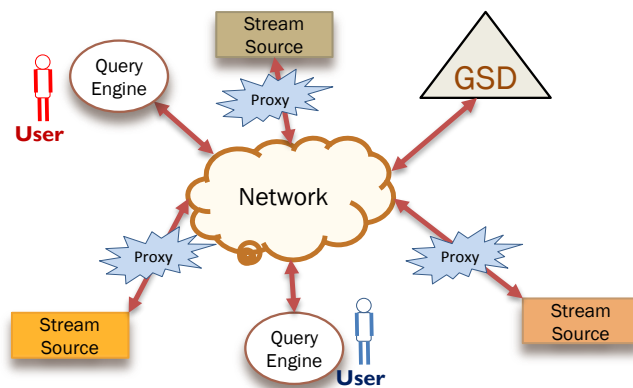 Stream
Source
Query
Engine
GSD
Proxy
User
Network
Proxy
Proxy
Stream
Source
Query
Engine
Stream
Source
User